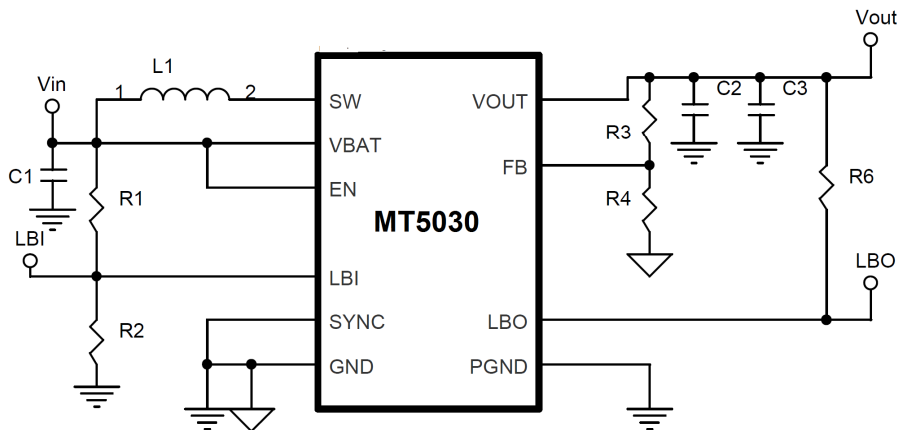 Vout
L1
Vin
1
2
SW
VOUT
C2
C3
R3
VBAT
FB
C1
EN
R1
R4
R6
MT5030
LBI
LBO
LBI
SYNC
LBO
R2
GND
PGND